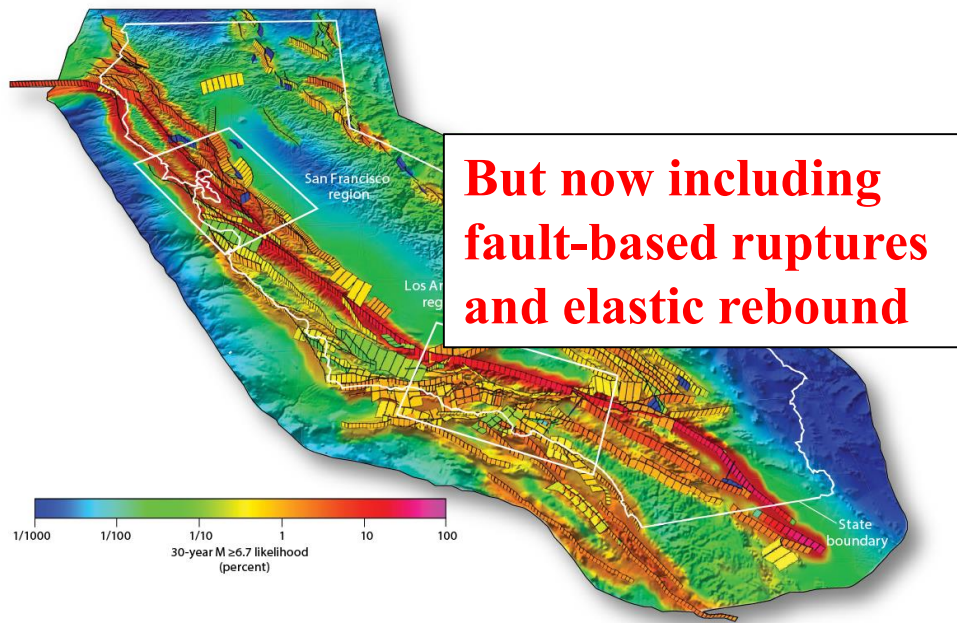 San Francisco
region
But now including
fault-based ruptures
and elastic rebound
Los An
reg
State
boundary
1/1000 1/100 1/10 1 10 100
30-year M ≥6.7 likelihood
(percent)